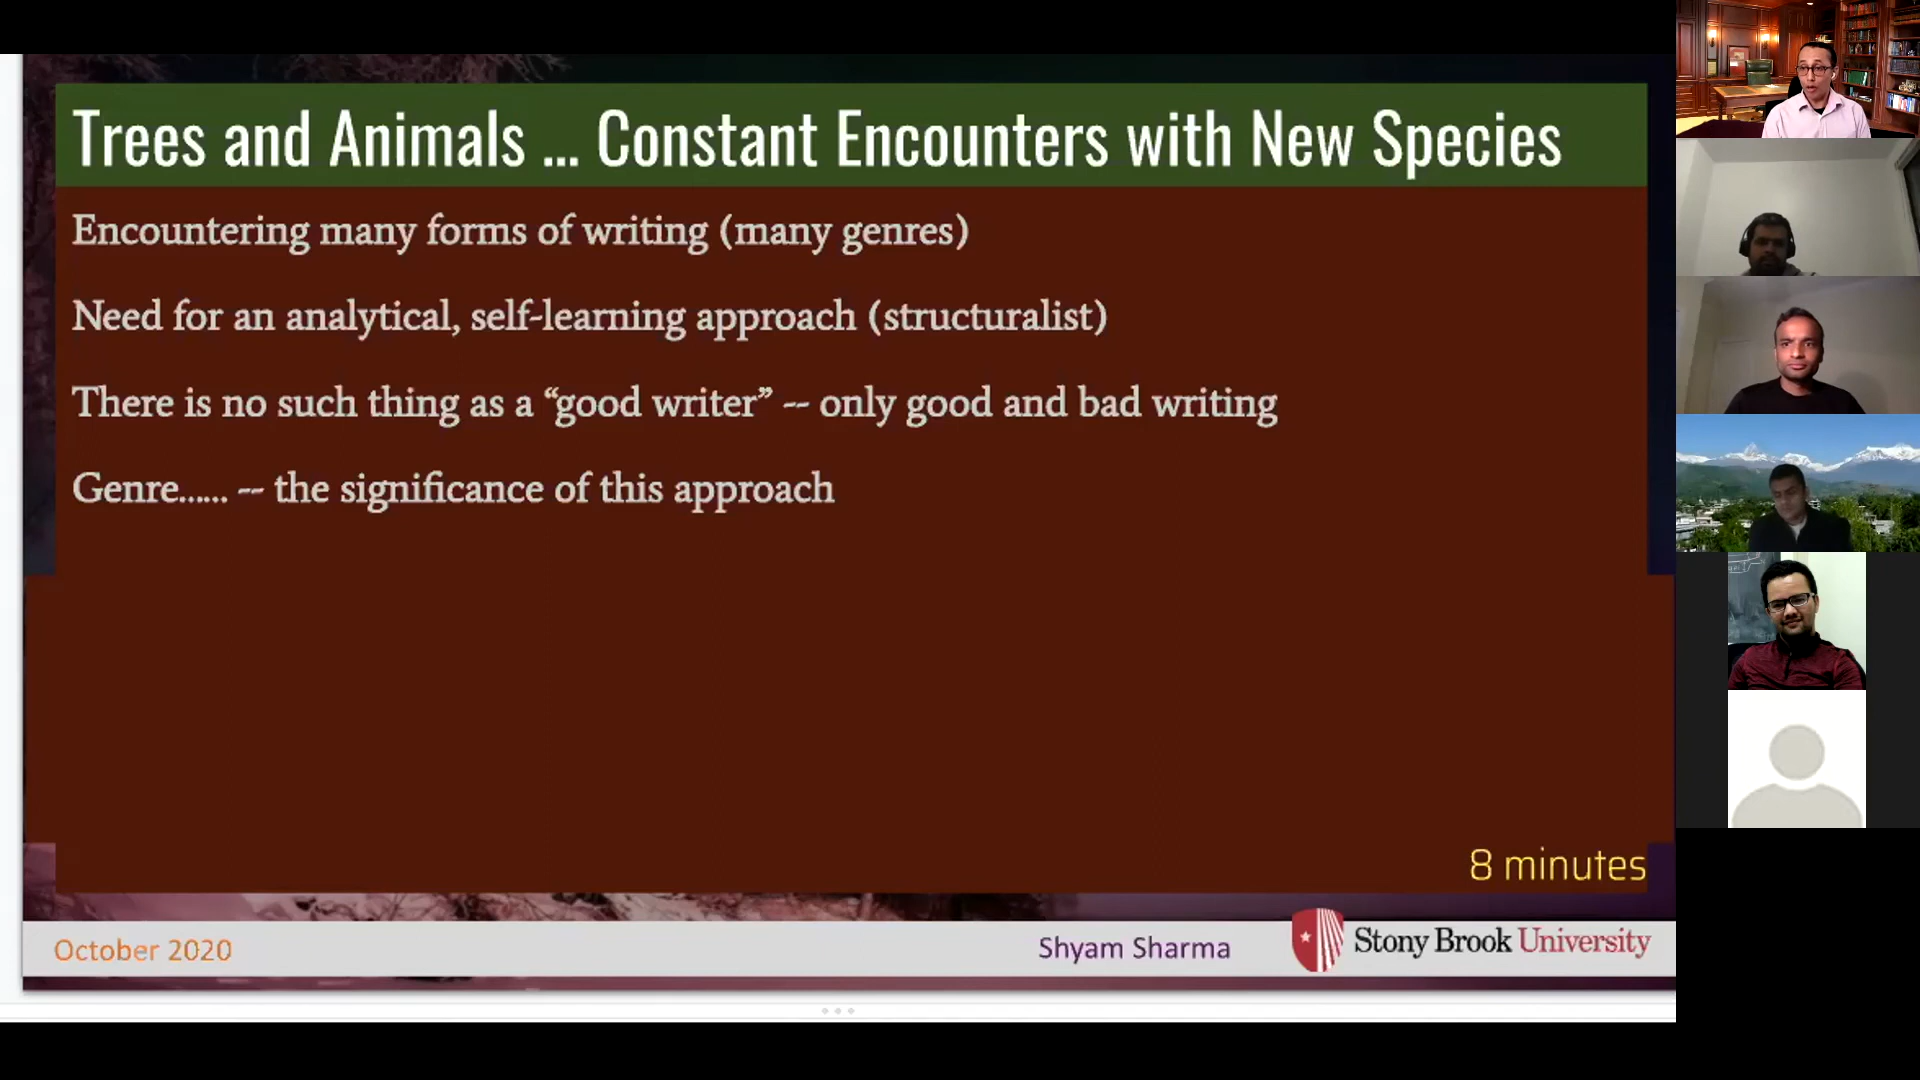 Trees and Animals ... Constant Encounters with New Species
Encountering many forms of writing (many genres)
Need for an analytical, self-learning approach (structuralist)
There is no such thing as a “good writer” -- only good and bad writing
Genre...... -- the significance of this approach
8 minutes
October 2020
Shyam Sharma
Stony Brook University